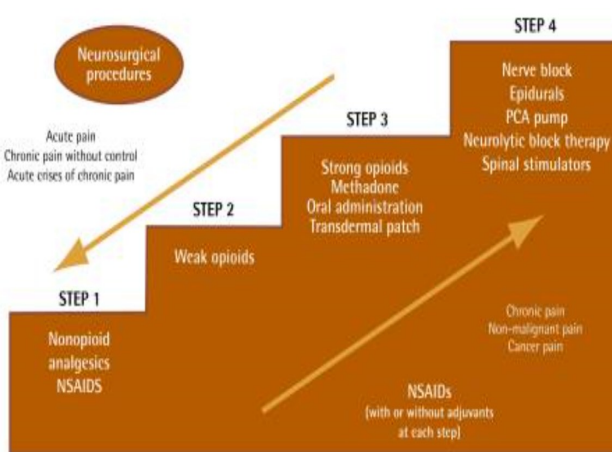 STEP 4
Neurosurgical
procedures
Nerve block
Epidurals
PCA pump
Neurolytic block therapy
Spinal stimulators
STEP 3
Acute pain
Chronic pain without control
Acute crises of chronic pain
Strong opioids
Methadone
Oral administration
Transdermal patch
STEP 2
Weak opioids
STEP 1
Nonopioid
analgesics
NSAIDS
Chronic pain
Non-malignant pain
Cancer pain
NSAIDs
(with or without adjuvants
at each step)